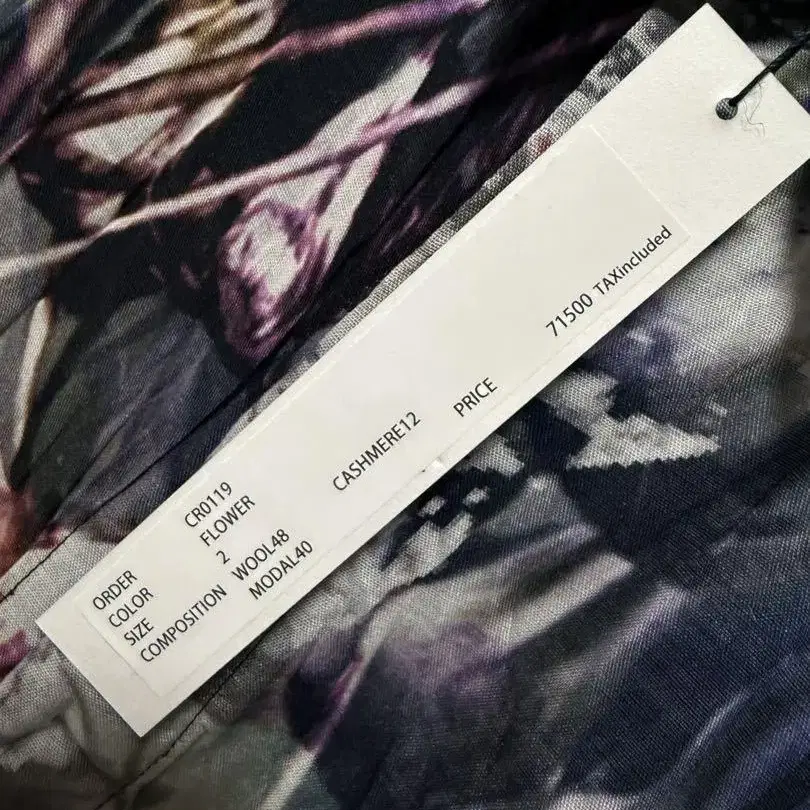 ORDER CR0119
COLOR FLOWER
SIZE 2
COMPOSITION WOOL48 CASHMERE12
MODAL40
PRICE 71500 TAXincluded